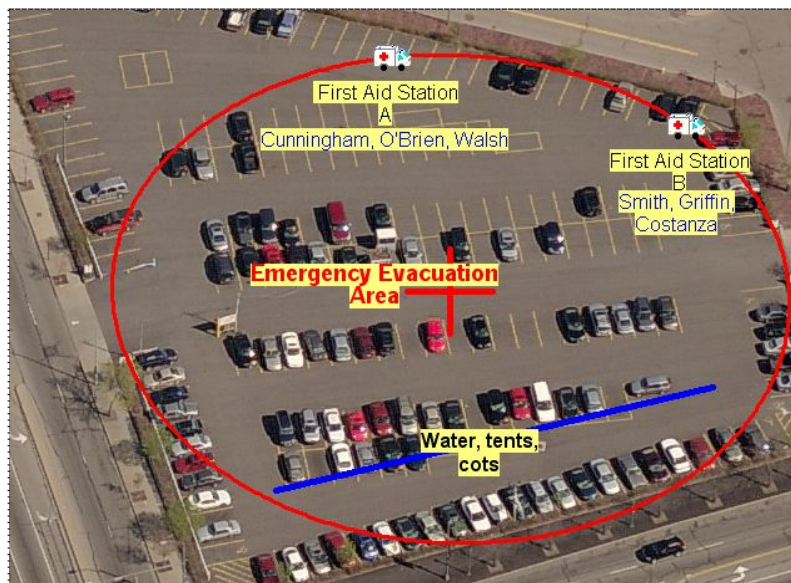 First Aid Station
A
Cunningham, O'Brien, Walsh
First Aid Station
B
Smith, Griffin,
Costanza
Emergency Evacuation
Area
Water, tents,
cots